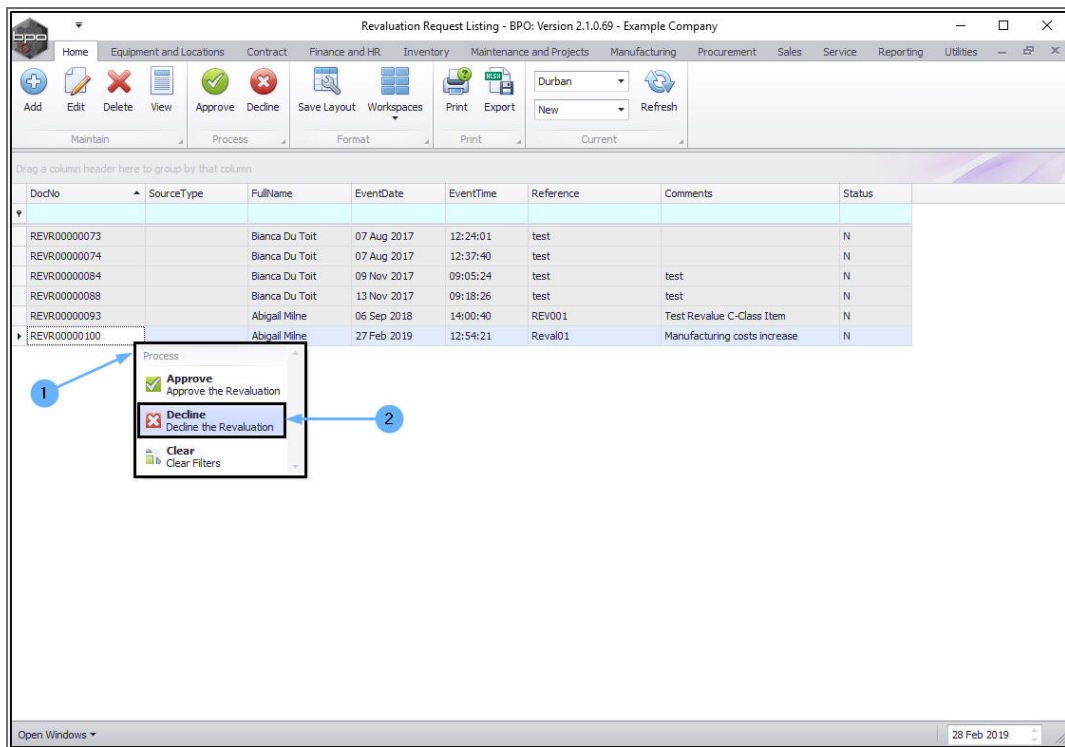 bpo
Revaluation Request Listing - BPO: Version 2.1.0.69 - Example Company
Home Equipment and Locations Contract Finance and HR Inventory Maintenance and Projects Manufacturing Procurement Sales Service Reporting Utilities
Add Edit Delete View Approve Decline Save Layout Workspaces Print Export Durban New Refresh
Maintain Process Format Print Current
Drag a column header here to group by that column
DocNo SourceType FullName EventDate EventTime Reference Comments Status
REVR00000073 Bianca Du Toit 07 Aug 2017 12:24:01 test N
REVR00000074 Bianca Du Toit 07 Aug 2017 12:37:40 test N
REVR00000084 Bianca Du Toit 09 Nov 2017 09:05:24 test test N
REVR00000088 Bianca Du Toit 13 Nov 2017 09:18:26 test test N
REVR00000093 Abigail Milne 06 Sep 2018 14:00:40 REV001 Test Revalue C-Class Item N
REVR00000100 Abigail Milne 27 Feb 2019 12:54:21 Reval01 Manufacturing costs increase N
Process
1
Approve
Approve the Revaluation
Decline
Decline the Revaluation
2
Clear
Clear Filters
Open Windows 28 Feb 2019